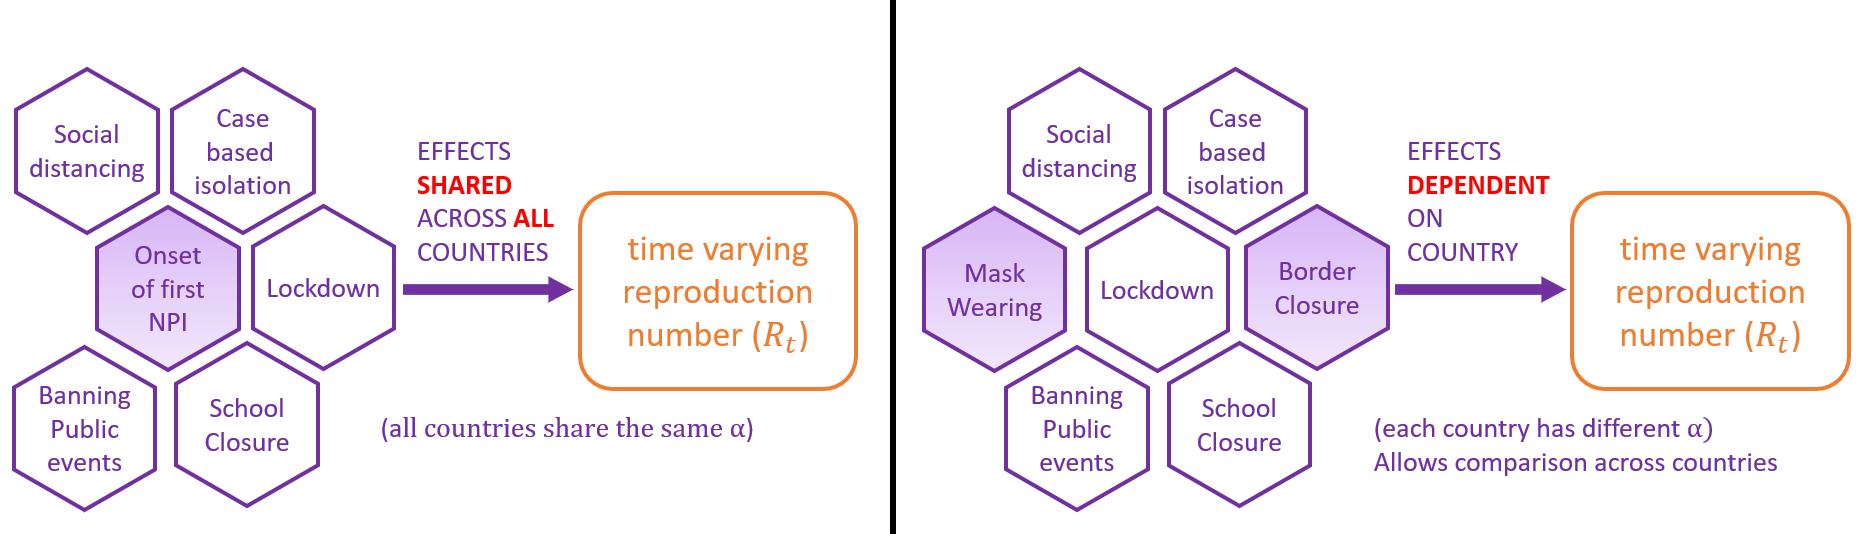 Social
distancing
Case
based
isolation
Onset
of first
NPI
Lockdown
Banning
Public
events
School
Closure
EFFECTS
SHARED
ACROSS ALL
COUNTRIES
time varying
reproduction
number (Rₜ)
(all countries share the same α)
Social
distancing
Case
based
isolation
Mask
Wearing
Lockdown
Border
Closure
Banning
Public
events
School
Closure
EFFECTS
DEPENDENT
ON
COUNTRY
time varying
reproduction
number (Rₜ)
(each country has different α)
Allows comparison across countries